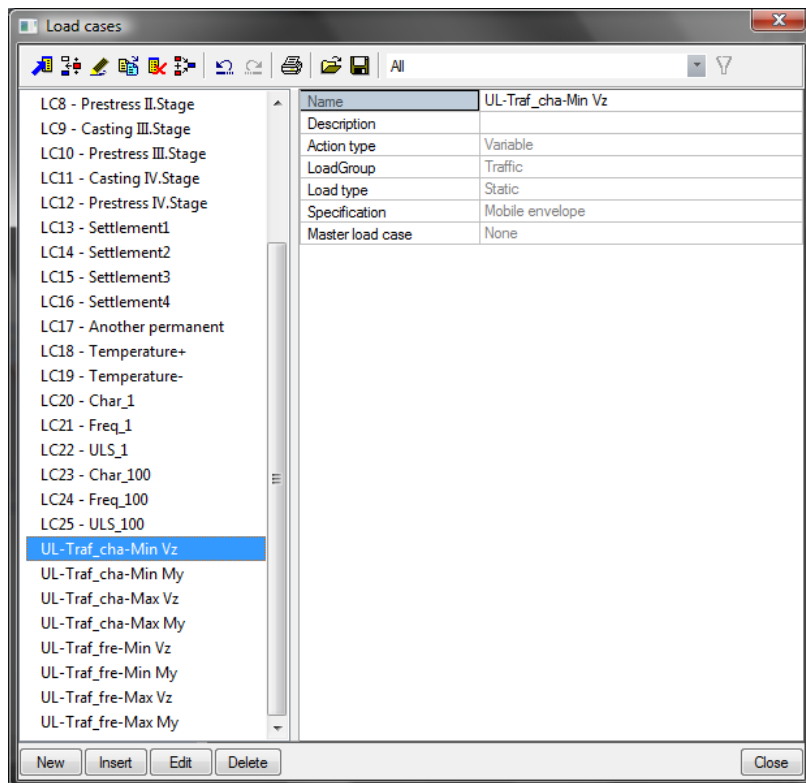 Load cases
All
LC8 - Prestress II.Stage
LC9 - Casting III.Stage
LC10 - Prestress III.Stage
LC11 - Casting IV.Stage
LC12 - Prestress IV.Stage
LC13 - Settlement1
LC14 - Settlement2
LC15 - Settlement3
LC16 - Settlement4
LC17 - Another permanent
LC18 - Temperature+
LC19 - Temperature-
LC20 - Char_1
LC21 - Freq_1
LC22 - ULS_1
LC23 - Char_100
LC24 - Freq_100
LC25 - ULS_100
UL-Traf_cha-Min Vz
UL-Traf_cha-Min My
UL-Traf_cha-Max Vz
UL-Traf_cha-Max My
UL-Traf_fre-Min Vz
UL-Traf_fre-Min My
UL-Traf_fre-Max Vz
UL-Traf_fre-Max My
Name UL-Traf_cha-Min Vz
Description
Action type Variable
LoadGroup Traffic
Load type Static
Specification Mobile envelope
Master load case None
New Insert Edit Delete Close